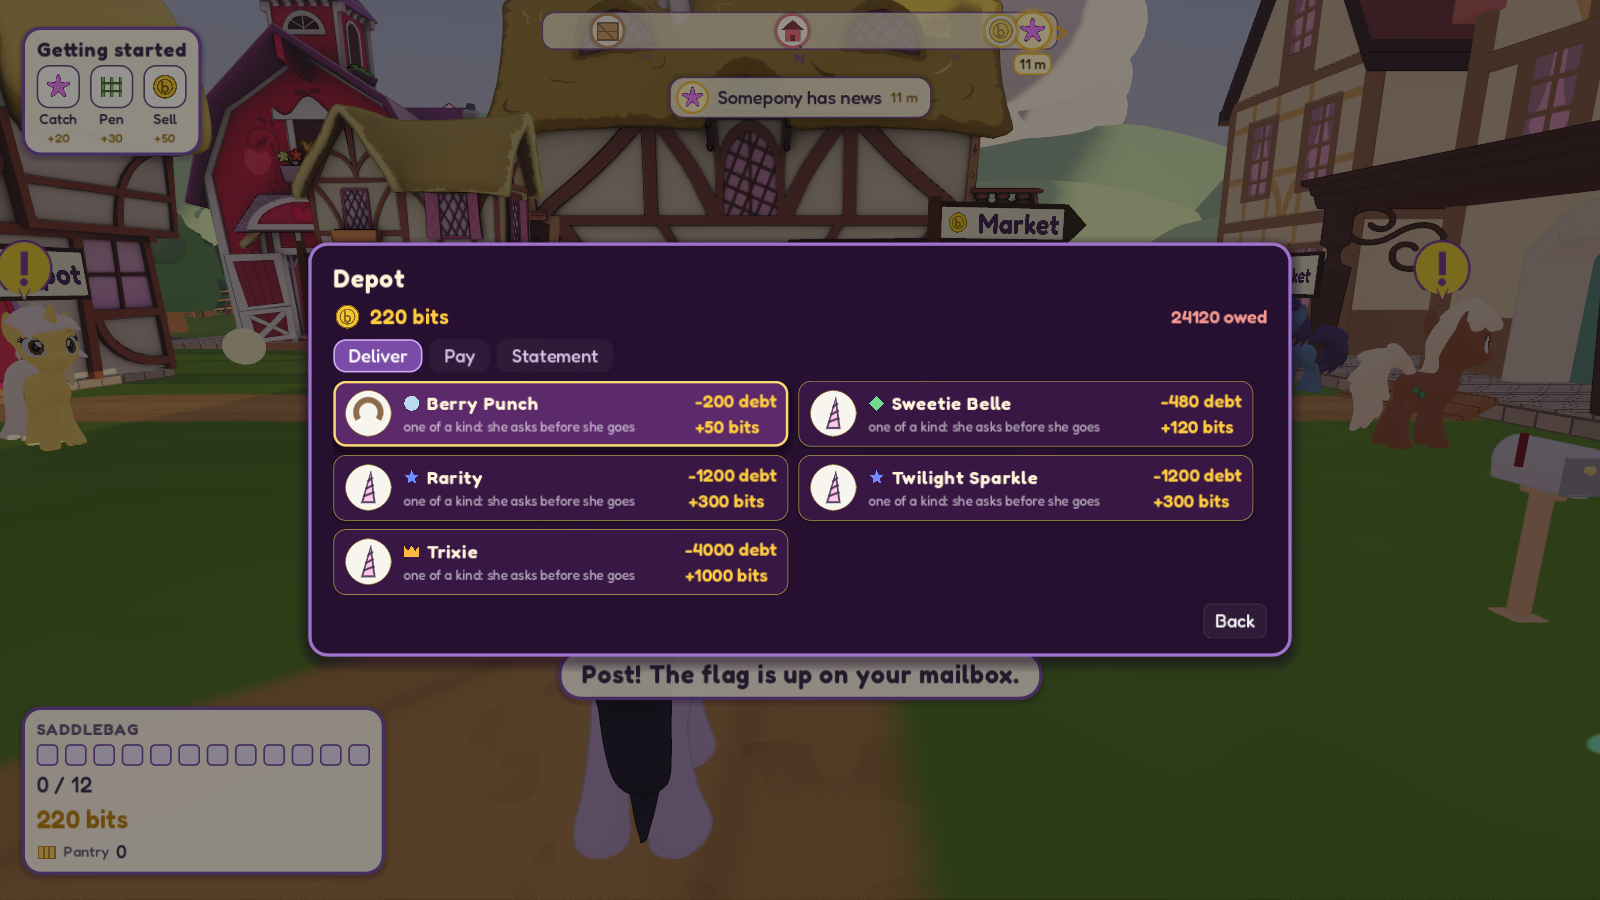 Getting started
Catch
Pen
Sell
+20
+30
+50
N
11 m
Somepony has news 11 m
Market
Depot
220 bits
24120 owed
Deliver
Pay
Statement
Berry Punch
one of a kind: she asks before she goes
-200 debt
+50 bits
Sweetie Belle
one of a kind: she asks before she goes
-480 debt
+120 bits
Rarity
one of a kind: she asks before she goes
-1200 debt
+300 bits
Twilight Sparkle
one of a kind: she asks before she goes
-1200 debt
+300 bits
Trixie
one of a kind: she asks before she goes
-4000 debt
+1000 bits
Back
Post! The flag is up on your mailbox.
SADDLEBAG
0 / 12
220 bits
Pantry 0